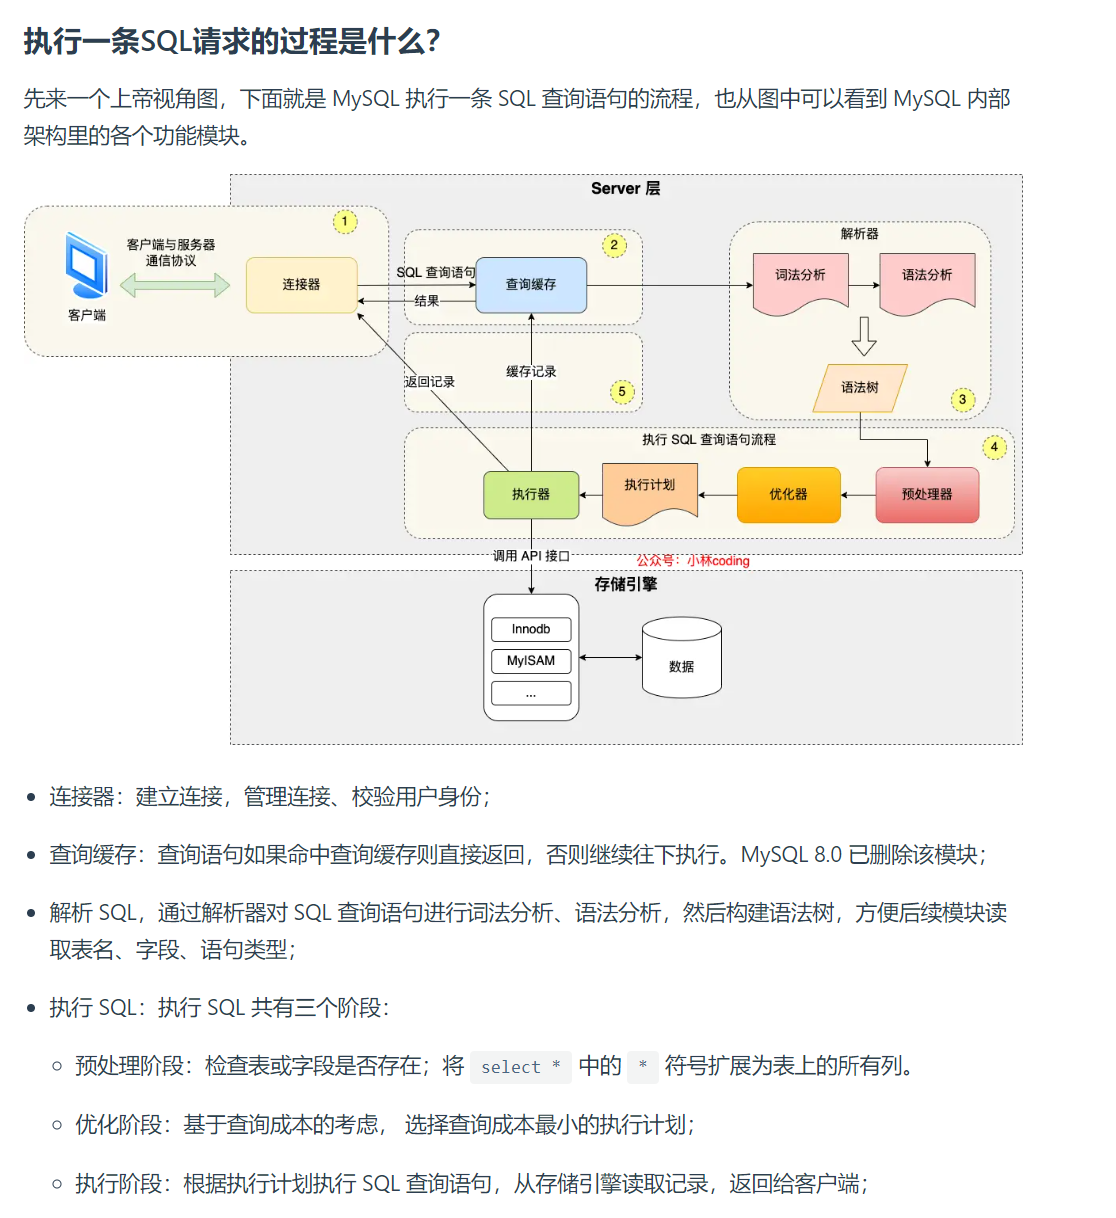 执行一条SQL请求的过程是什么？
先来一个上帝视角图，下面就是 MySQL 执行一条 SQL 查询语句的流程，也从图中可以看到 MySQL 内部
架构里的各个功能模块。
Server 层
1
客户端与服务器
通信协议
客户端
连接器
SQL 查询语句
结果
2
查询缓存
解析器
词法分析
语法分析
语法树
3
返回记录
缓存记录
5
执行 SQL 查询语句流程
4
执行器
执行计划
优化器
预处理器
调用 API 接口
公众号：小林coding
存储引擎
Innodb
MyISAM
...
数据
连接器：建立连接，管理连接、校验用户身份；
查询缓存：查询语句如果命中查询缓存则直接返回，否则继续往下执行。MySQL 8.0 已删除该模块；
解析 SQL，通过解析器对 SQL 查询语句进行词法分析、语法分析，然后构建语法树，方便后续模块读
取表名、字段、语句类型；
执行 SQL：执行 SQL 共有三个阶段：
预处理阶段：检查表或字段是否存在；将 select * 中的 * 符号扩展为表上的所有列。
优化阶段：基于查询成本的考虑， 选择查询成本最小的执行计划；
执行阶段：根据执行计划执行 SQL 查询语句，从存储引擎读取记录，返回给客户端；